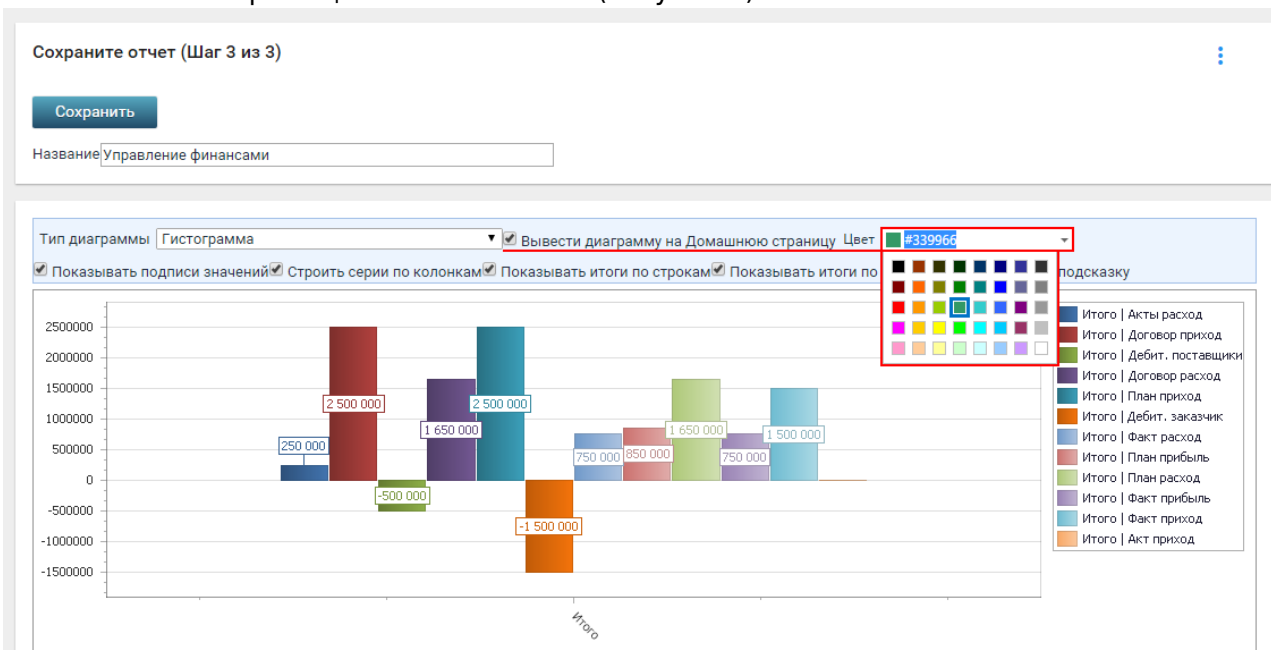 Сохраните отчет (Шаг 3 из 3)
Сохранить
Название Управление финансами
Тип диаграммы Гистограмма Вывести диаграмму на Домашнюю страницу Цвет #339966
Показывать подписи значений Строить серии по колонкам Показывать итоги по строкам Показывать итоги по подсказку
2500000
2000000
1500000
1000000
500000
0
-500000
-1000000
-1500000
250 000
2 500 000
-500 000
1 650 000
2 500 000
-1 500 000
750 000
850 000
1 650 000
750 000
1 500 000
Итого
Итого | Акты расход
Итого | Договор приход
Итого | Дебит. поставщики
Итого | Договор расход
Итого | План приход
Итого | Дебит. заказчик
Итого | Факт расход
Итого | План прибыль
Итого | План расход
Итого | Факт прибыль
Итого | Факт приход
Итого | Акт приход